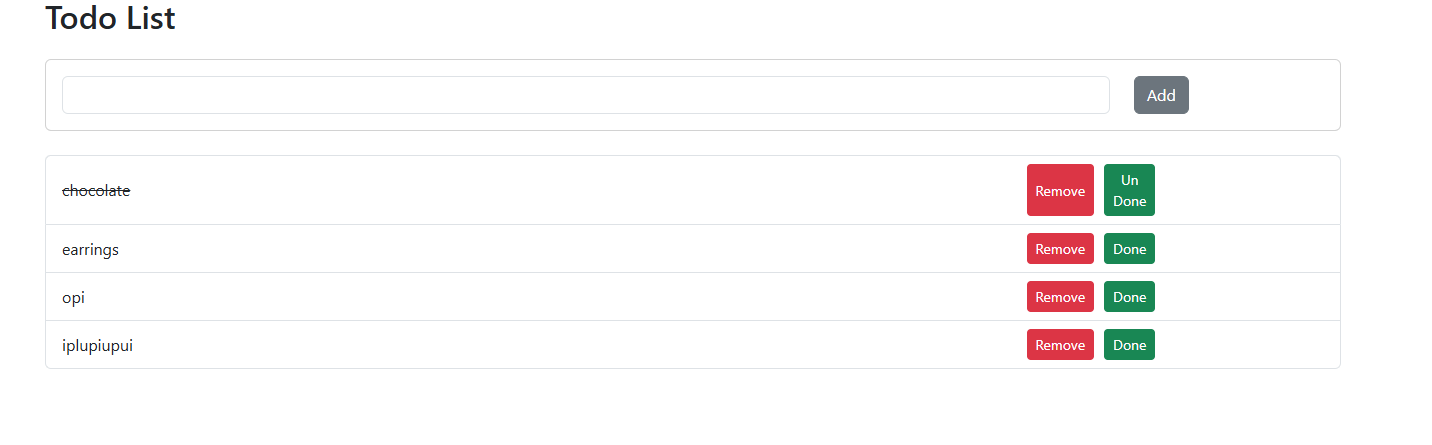 Todo List
Add
chocolate
Remove
Un
Done
earrings
Remove
Done
opi
Remove
Done
iplupiupui
Remove
Done